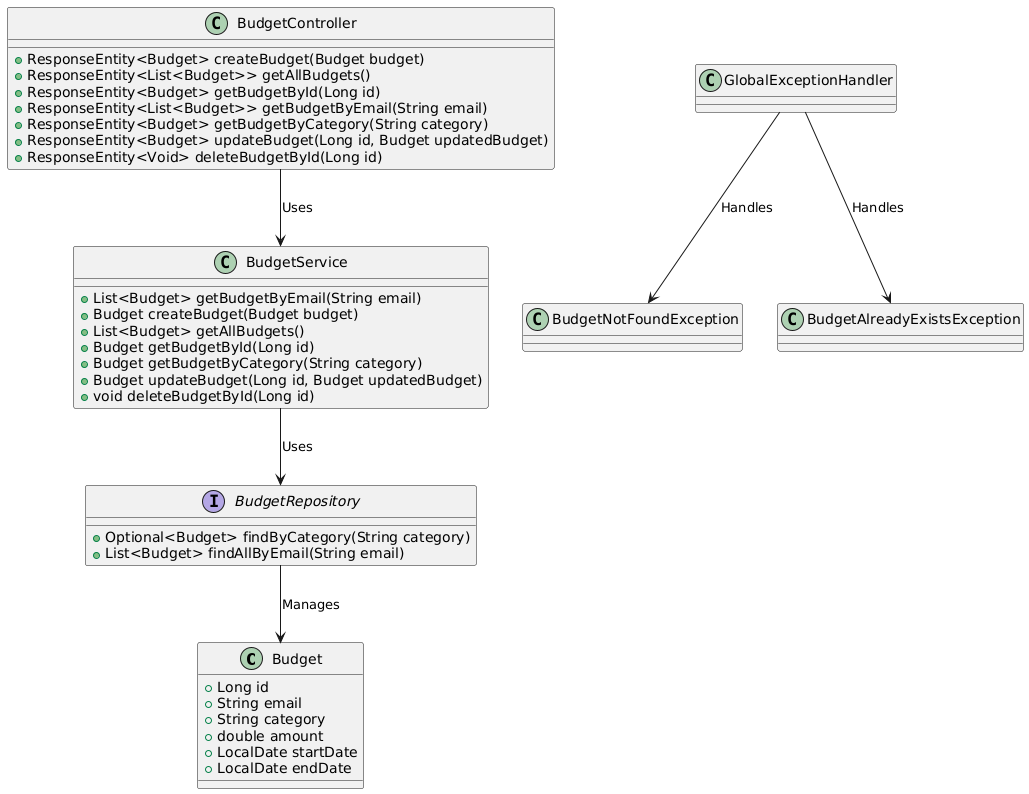 C BudgetController
ResponseEntity<Budget> createBudget(Budget budget)
ResponseEntity<List<Budget>> getAllBudgets()
ResponseEntity<Budget> getBudgetById(Long id)
ResponseEntity<List<Budget>> getBudgetByEmail(String email)
ResponseEntity<Budget> getBudgetByCategory(String category)
ResponseEntity<Budget> updateBudget(Long id, Budget updatedBudget)
ResponseEntity<Void> deleteBudgetById(Long id)
Uses
C BudgetService
List<Budget> getBudgetByEmail(String email)
Budget createBudget(Budget budget)
List<Budget> getAllBudgets()
Budget getBudgetById(Long id)
Budget getBudgetByCategory(String category)
Budget updateBudget(Long id, Budget updatedBudget)
void deleteBudgetById(Long id)
Uses
I BudgetRepository
Optional<Budget> findByCategory(String category)
List<Budget> findAllByEmail(String email)
Manages
C Budget
Long id
String email
String category
double amount
LocalDate startDate
LocalDate endDate
C GlobalExceptionHandler
Handles
Handles
C BudgetNotFoundException
C BudgetAlreadyExistsException